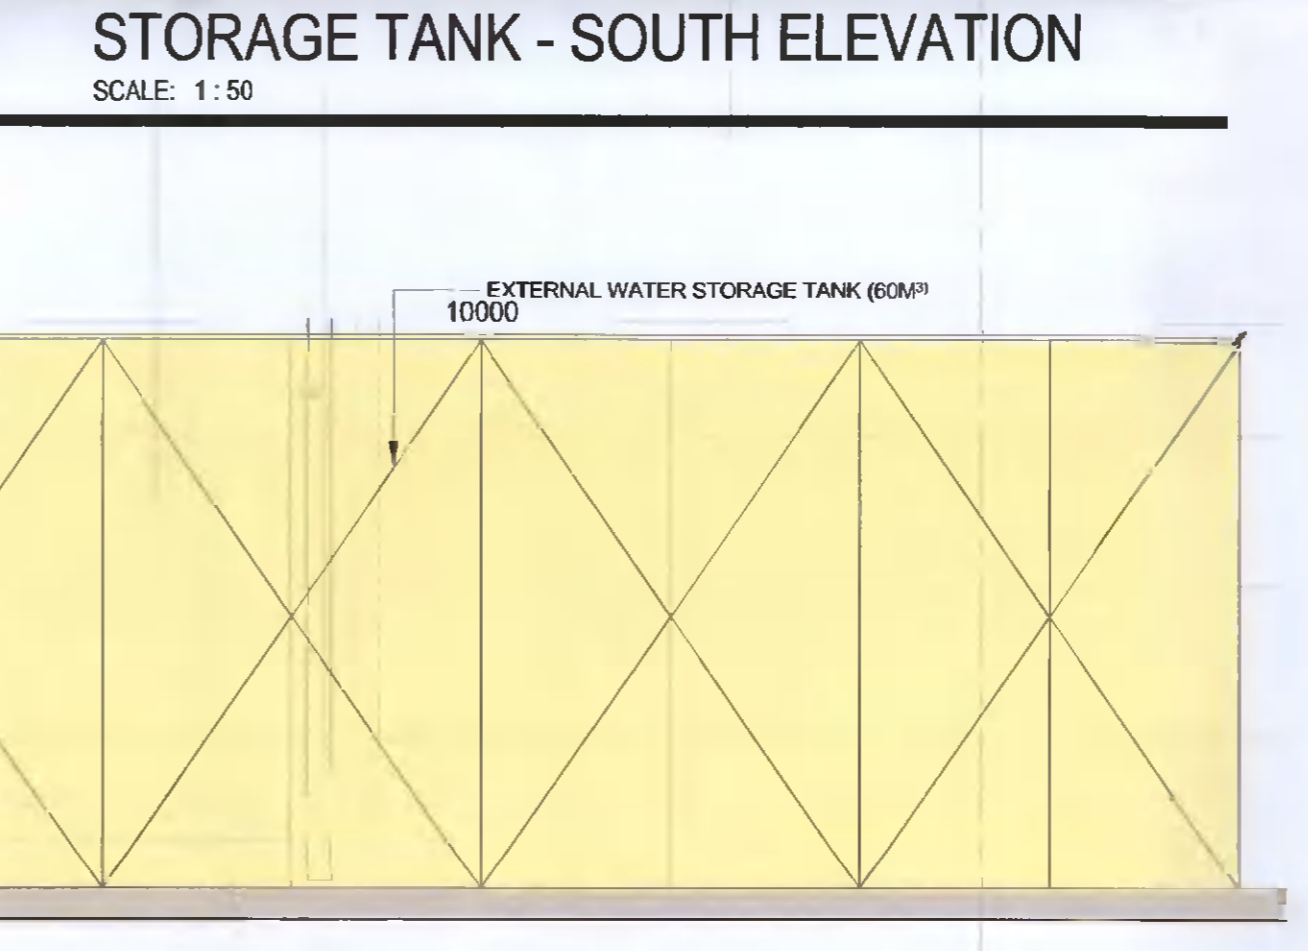 STORAGE TANK - SOUTH ELEVATION
SCALE: 1 : 50
EXTERNAL WATER STORAGE TANK (60M³)
10000